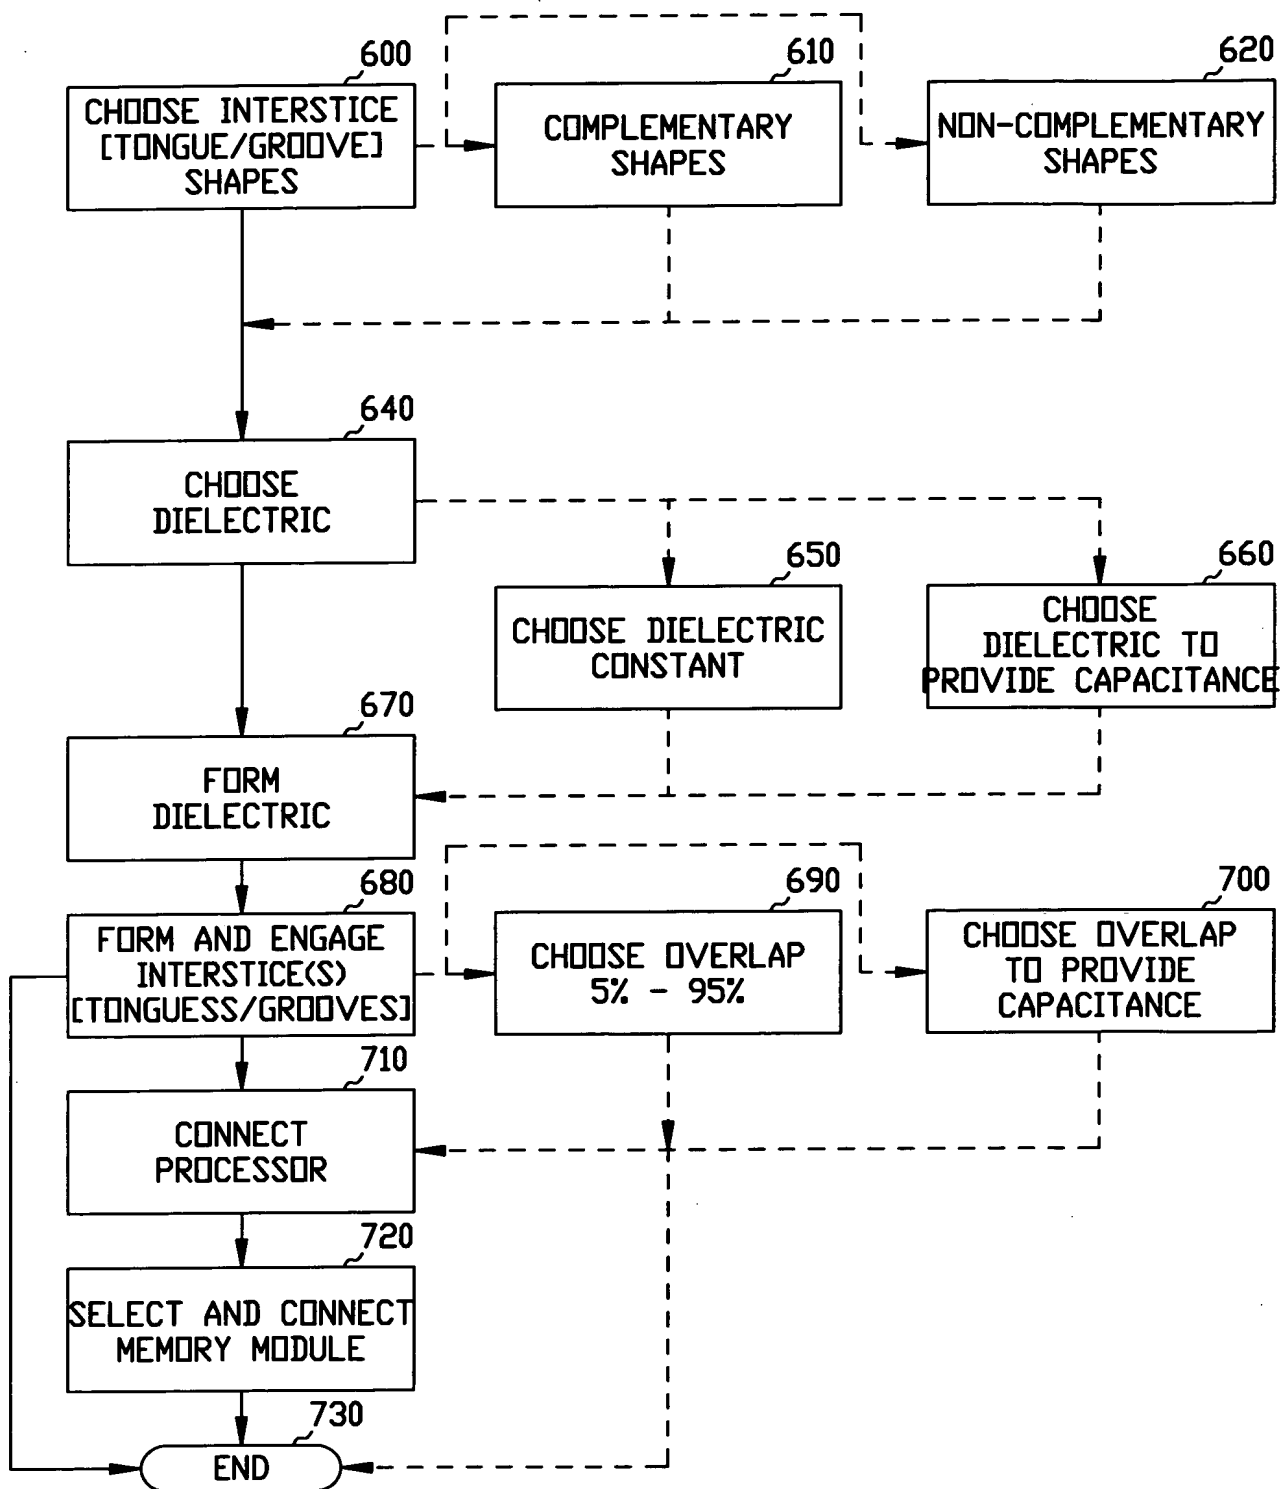 600
CHOOSE INTERSTICE
[TONGUE/GROOVE]
SHAPES
610
COMPLEMENTARY
SHAPES
620
NON-COMPLEMENTARY
SHAPES
640
CHOOSE
DIELECTRIC
650
CHOOSE DIELECTRIC
CONSTANT
660
CHOOSE
DIELECTRIC TO
PROVIDE CAPACITANCE
670
FORM
DIELECTRIC
680
FORM AND ENGAGE
INTERSTICE(S)
[TONGUESS/GROOVES]
690
CHOOSE OVERLAP
5% - 95%
700
CHOOSE OVERLAP
TO PROVIDE
CAPACITANCE
710
CONNECT
PROCESSOR
720
SELECT AND CONNECT
MEMORY MODULE
730
END